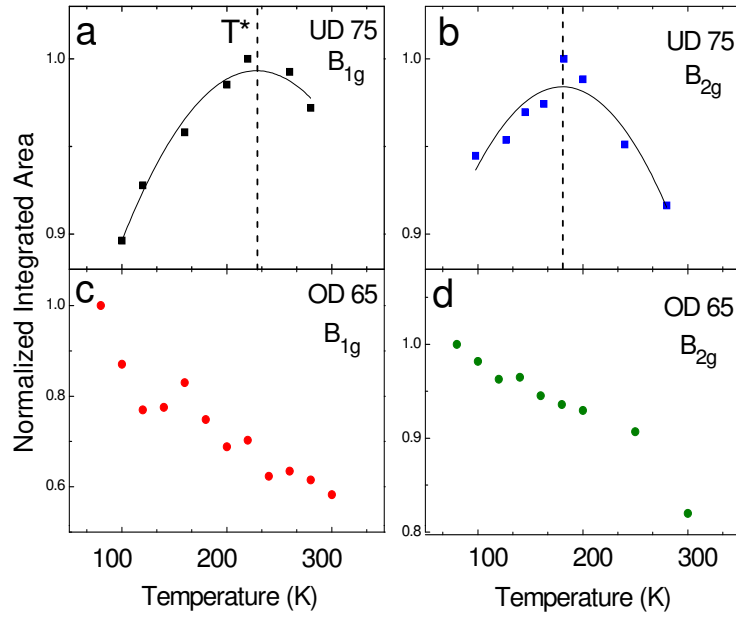 a
T*
UD 75
B1g
b
UD 75
B2g
1.0
0.9
1.0
0.9
c
OD 65
B1g
d
OD 65
B2g
1.0
0.8
0.6
1.0
0.9
0.8
100
200
300
100
200
300
Normalized Integrated Area
Temperature (K)
Temperature (K)